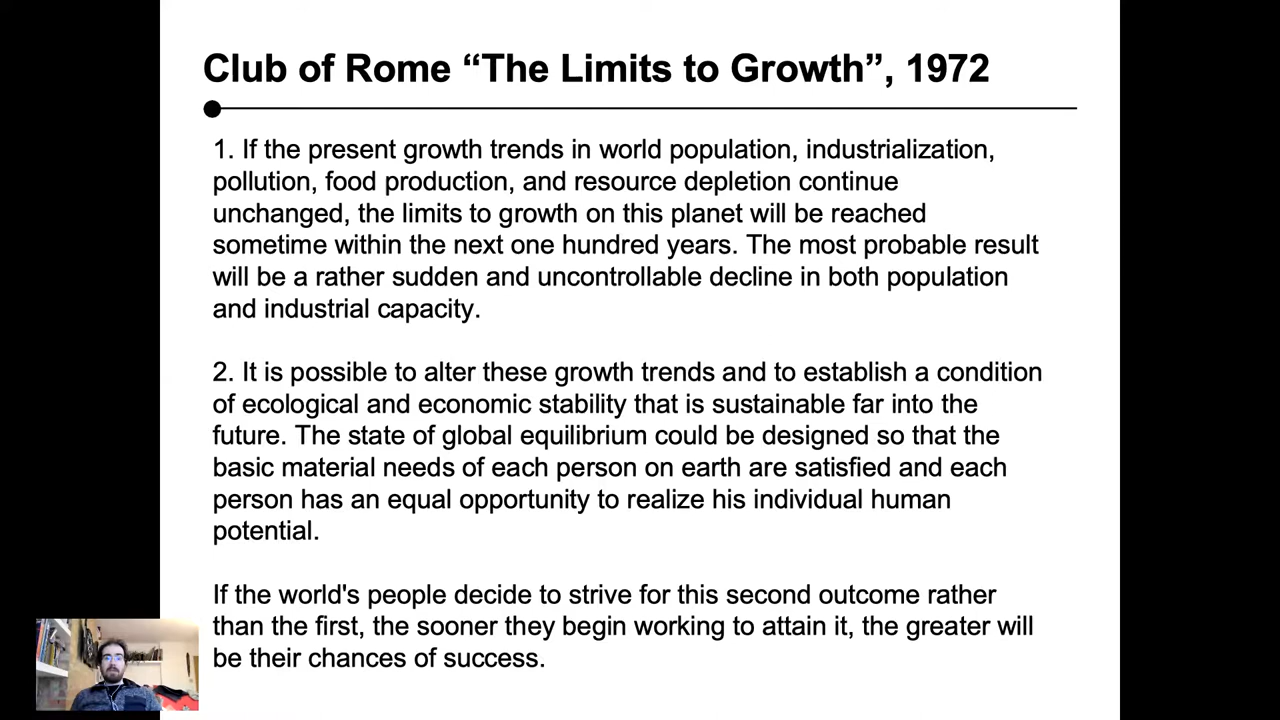 Club of Rome “The Limits to Growth”, 1972
1. If the present growth trends in world population, industrialization,
pollution, food production, and resource depletion continue
unchanged, the limits to growth on this planet will be reached
sometime within the next one hundred years. The most probable result
will be a rather sudden and uncontrollable decline in both population
and industrial capacity.
2. It is possible to alter these growth trends and to establish a condition
of ecological and economic stability that is sustainable far into the
future. The state of global equilibrium could be designed so that the
basic material needs of each person on earth are satisfied and each
person has an equal opportunity to realize his individual human
potential.
If the world's people decide to strive for this second outcome rather
than the first, the sooner they begin working to attain it, the greater will
be their chances of success.